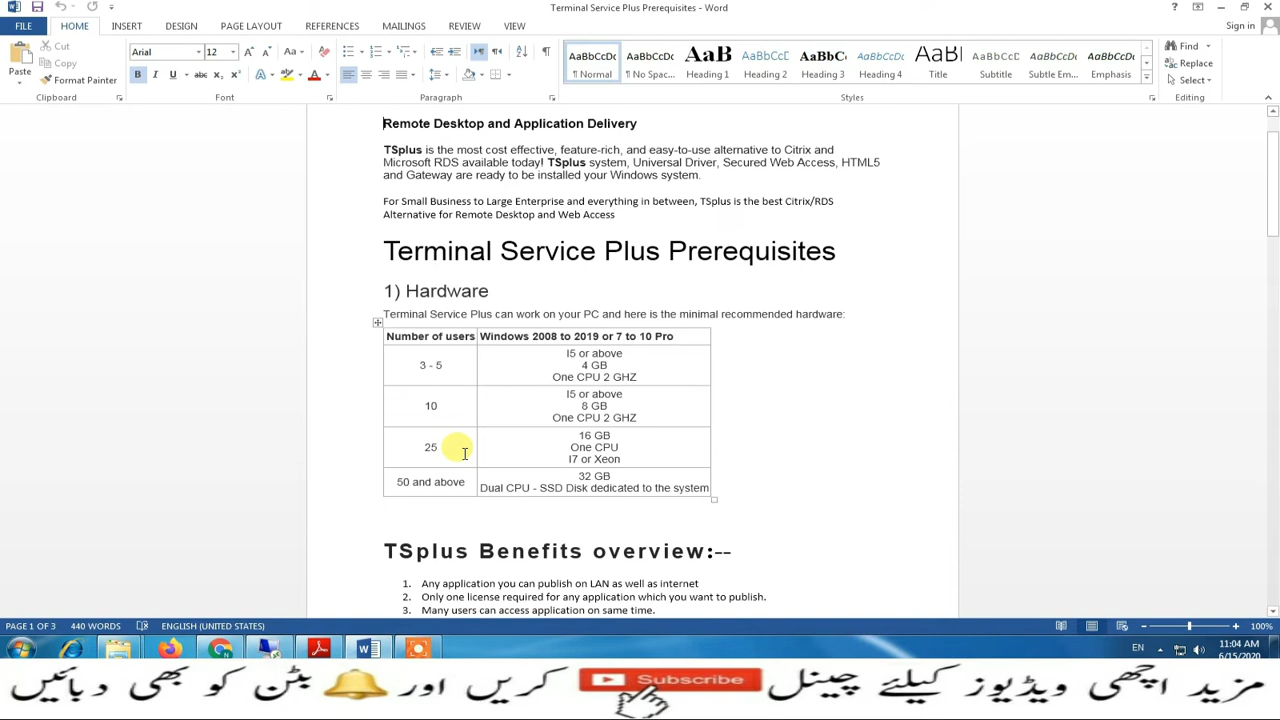 Terminal Service Plus Prerequisites - Word
FILE HOME INSERT DESIGN PAGE LAYOUT REFERENCES MAILINGS REVIEW VIEW Sign in
Paste
Cut
Copy
Format Painter
Clipboard
Arial 12
Font
Paragraph
AaBbCcDc AaBbCcDc AaB AaBbCcD AaBbC AaBbCcD AaBl AaBbCcD AaBbCcDc AaBbCcDc
¶ Normal ¶ No Spac... Heading 1 Heading 2 Heading 3 Heading 4 Title Subtitle Subtle Em... Emphasis
Styles
Find
Replace
Select
Editing
Remote Desktop and Application Delivery
TSplus is the most cost effective, feature-rich, and easy-to-use alternative to Citrix and
Microsoft RDS available today! TSplus system, Universal Driver, Secured Web Access, HTML5
and Gateway are ready to be installed your Windows system.
For Small Business to Large Enterprise and everything in between, TSplus is the best Citrix/RDS
Alternative for Remote Desktop and Web Access
Terminal Service Plus Prerequisites
1) Hardware
Terminal Service Plus can work on your PC and here is the minimal recommended hardware:
Number of users Windows 2008 to 2019 or 7 to 10 Pro
3 - 5
I5 or above
4 GB
One CPU 2 GHZ
10
I5 or above
8 GB
One CPU 2 GHZ
25
16 GB
One CPU
I7 or Xeon
50 and above
32 GB
Dual CPU - SSD Disk dedicated to the system
TSplus Benefits overview:--
1. Any application you can publish on LAN as well as internet
2. Only one license required for any application which you want to publish.
3. Many users can access application on same time.
PAGE 1 OF 3 440 WORDS ENGLISH (UNITED STATES) 100%
EN 11:04 AM
6/15/2020
مزید اچھی ویڈیوز کیلئے چینل Subscribe کریں اور بٹن کو بھی دبائیں